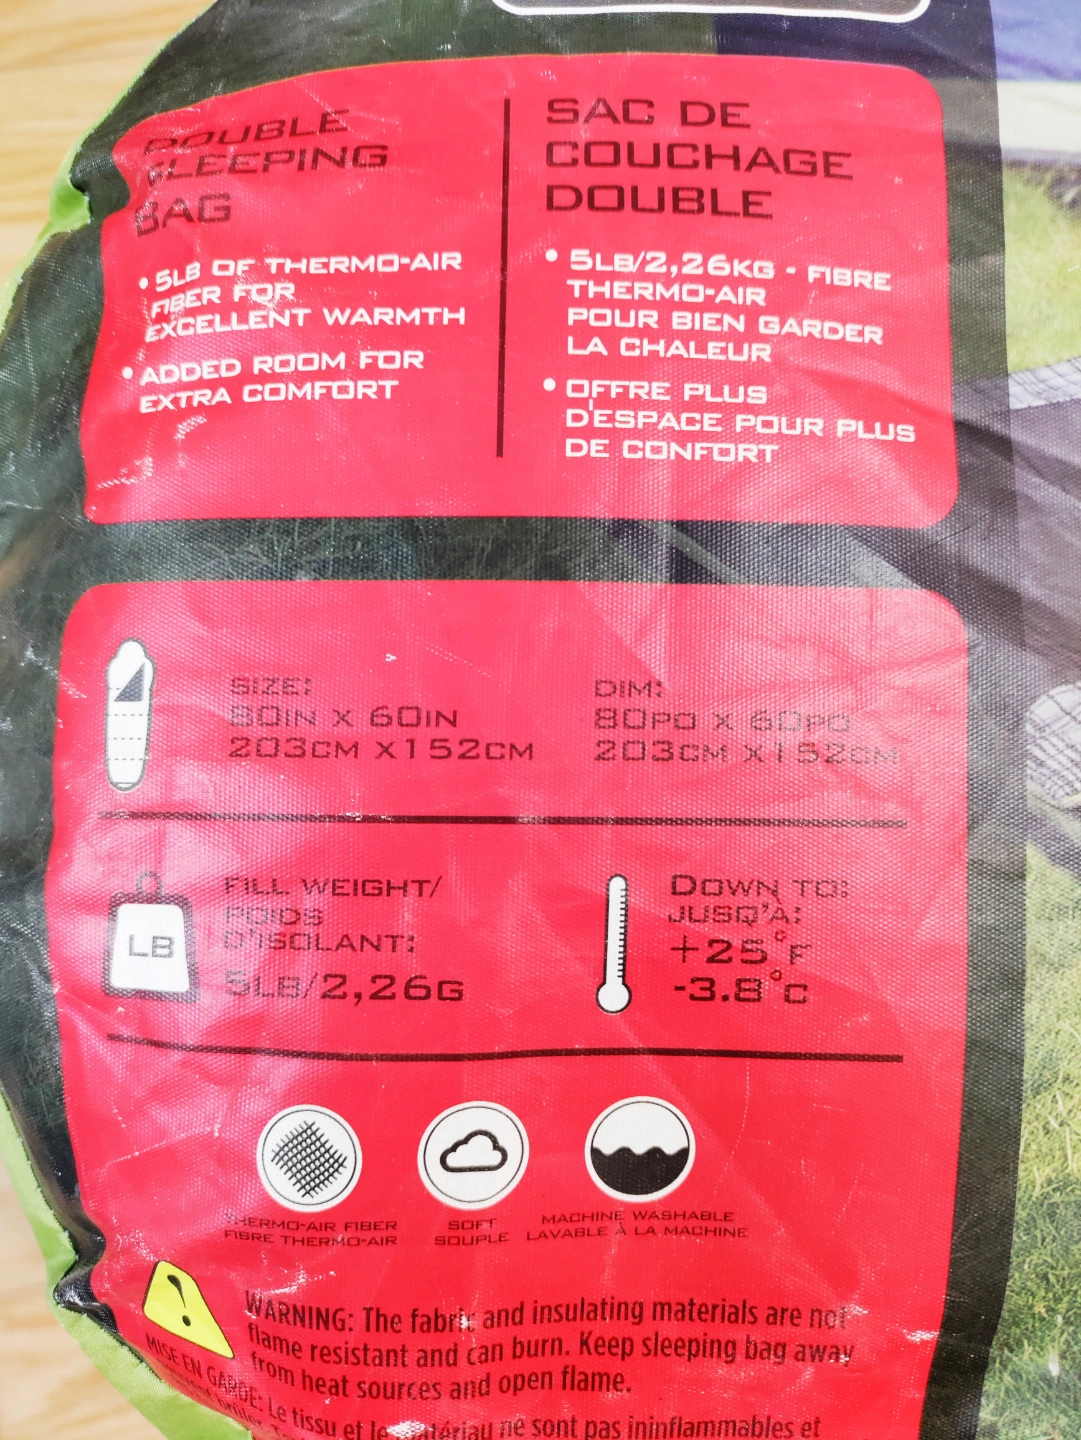 DOUBLE
SLEEPING
BAG
• 5LB OF THERMO-AIR
FIBER FOR
EXCELLENT WARMTH
• ADDED ROOM FOR
EXTRA COMFORT
SAC DE
COUCHAGE
DOUBLE
• 5LB/2,26KG - FIBRE
THERMO-AIR
POUR BIEN GARDER
LA CHALEUR
• OFFRE PLUS
D'ESPACE POUR PLUS
DE CONFORT
SIZE:
80IN X 60IN
203CM X152CM
DIM:
80PO X 60PO
203CM X152CM
LB
FILL WEIGHT/
POIDS
D'ISOLANT:
5LB/2,26G
DOWN TO:
JUSQ'À:
+25°F
-3.8°C
THERMO-AIR FIBER
FIBRE THERMO-AIR
SOFT
SOUPLE
MACHINE WASHABLE
LAVABLE À LA MACHINE
WARNING: The fabric and insulating materials are not
flame resistant and can burn. Keep sleeping bag away
from heat sources and open flame.
MISE EN GARDE: Le tissu et le matériau ne sont pas ininflammables et